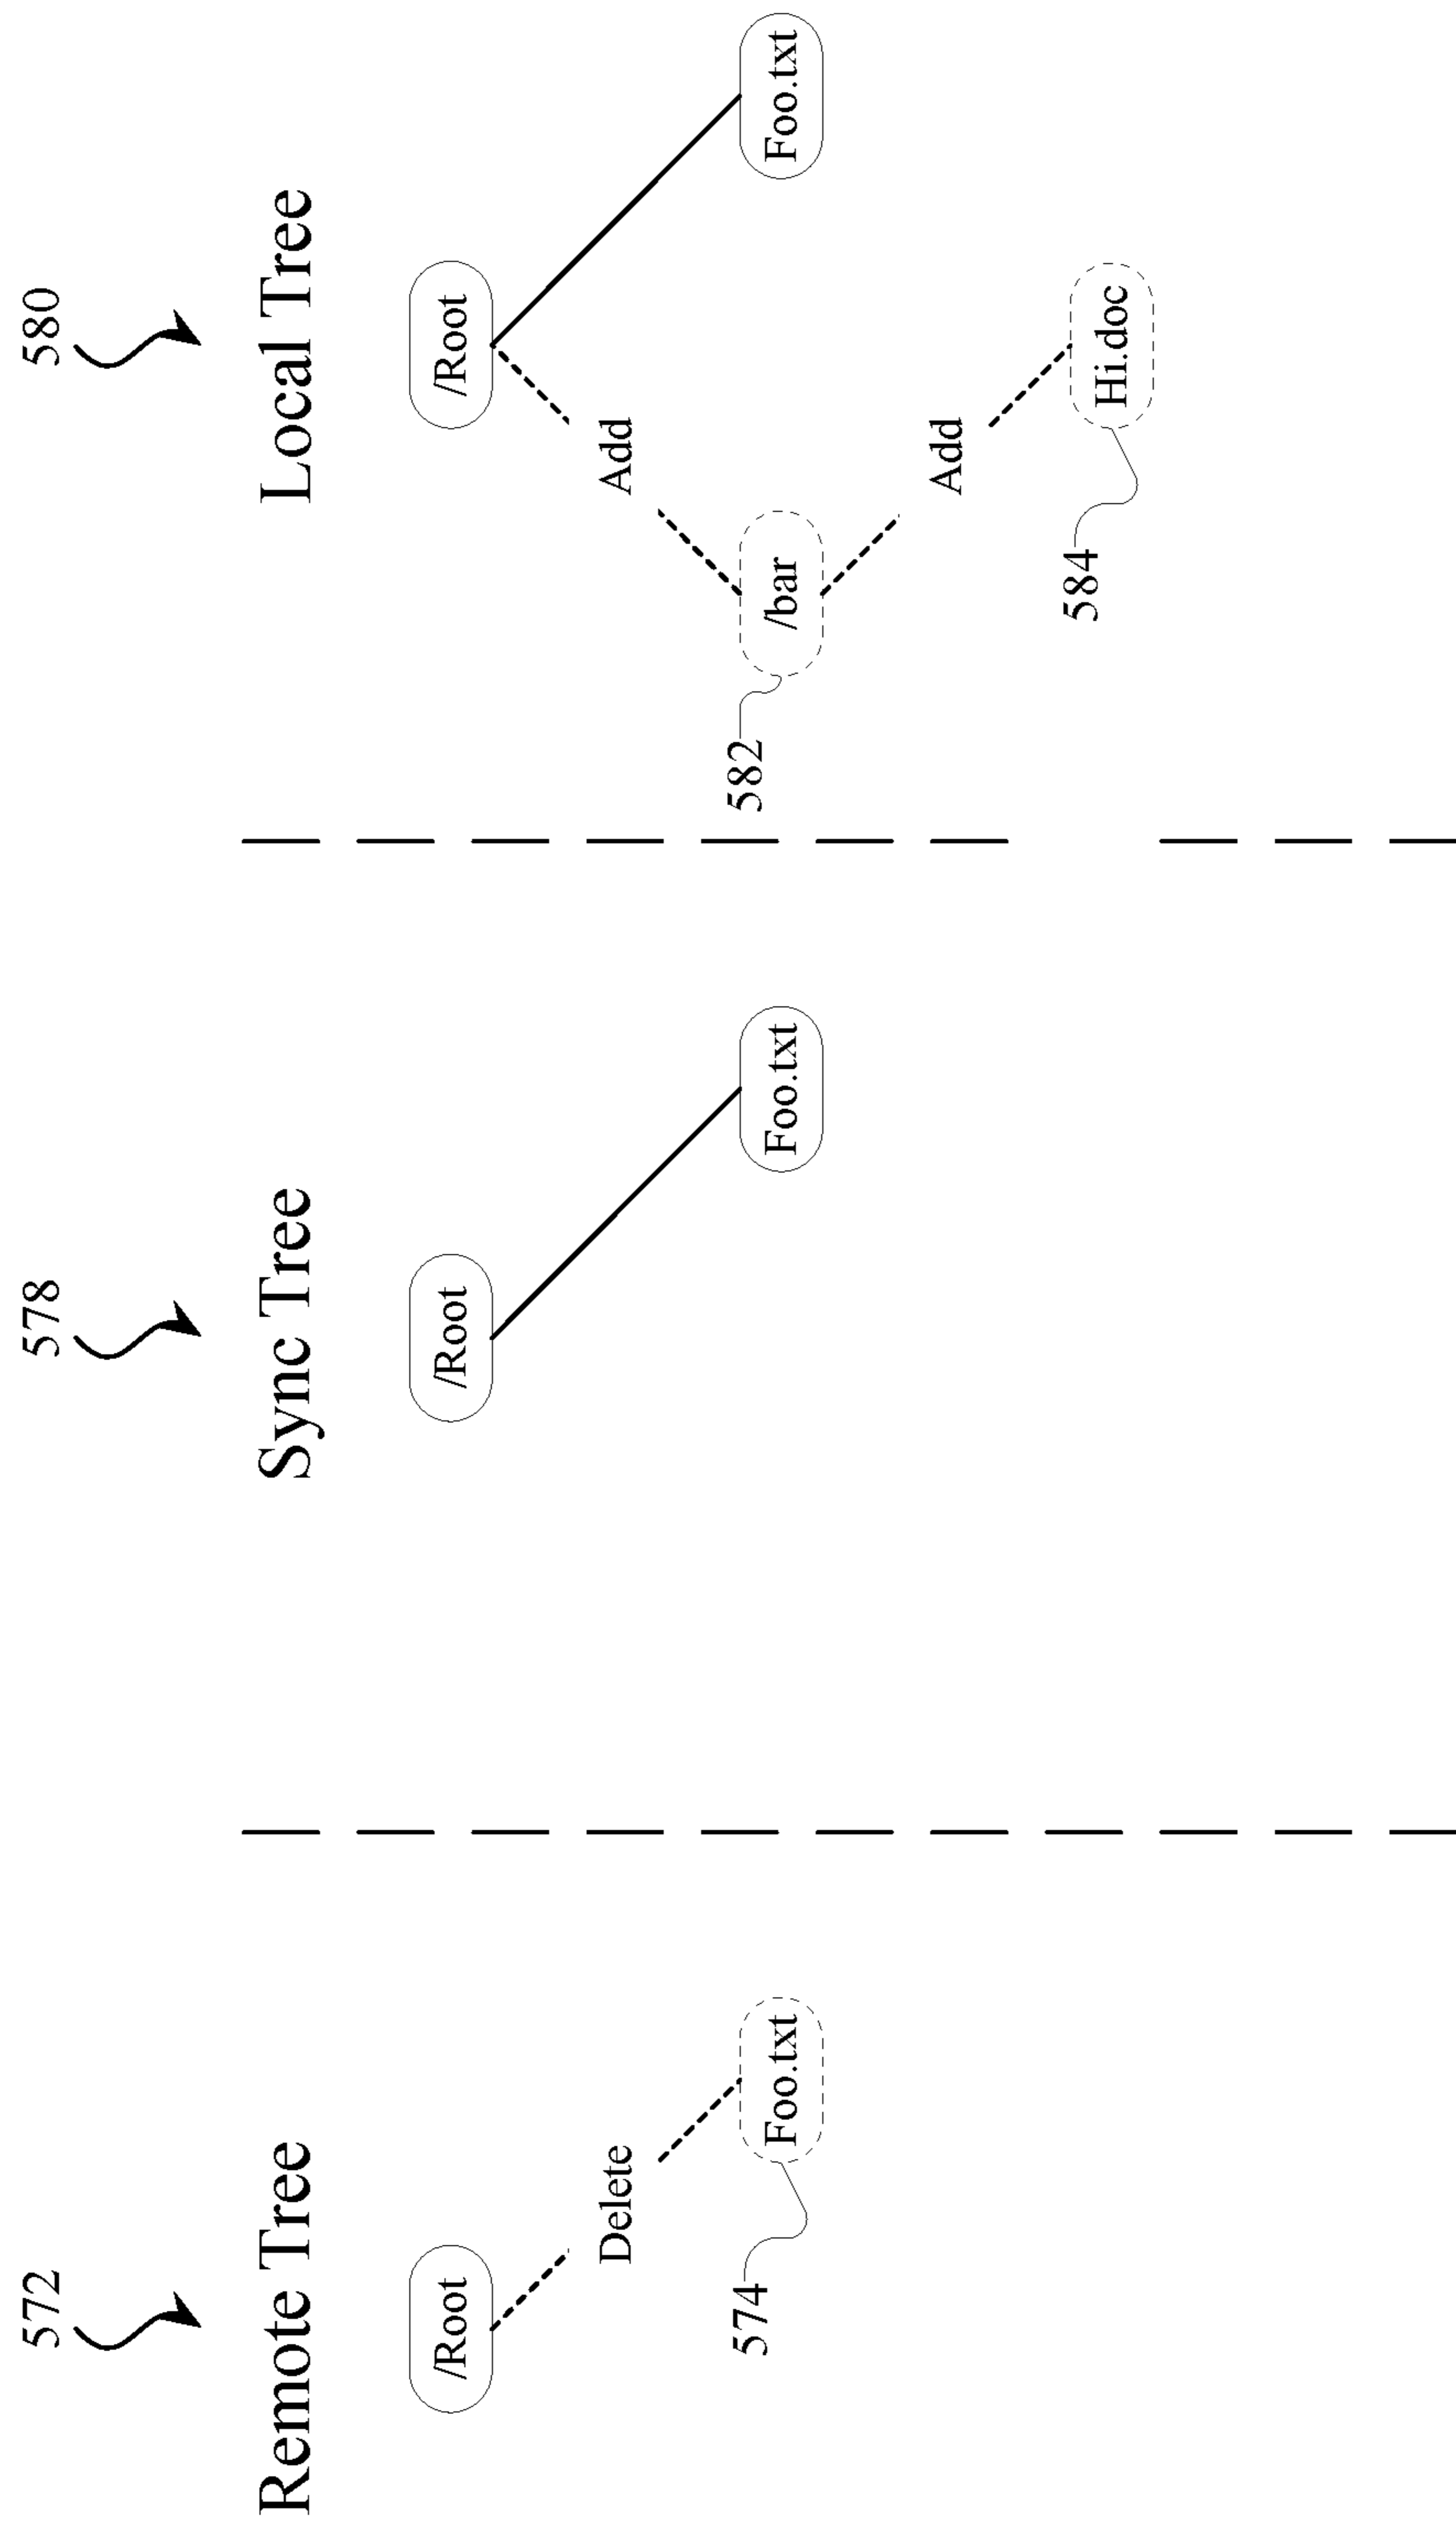 572
Remote Tree
/Root
Delete
Foo.txt
574
578
Sync Tree
/Root
Foo.txt
580
Local Tree
/Root
Add
/bar
582
Foo.txt
Add
Hi.doc
584